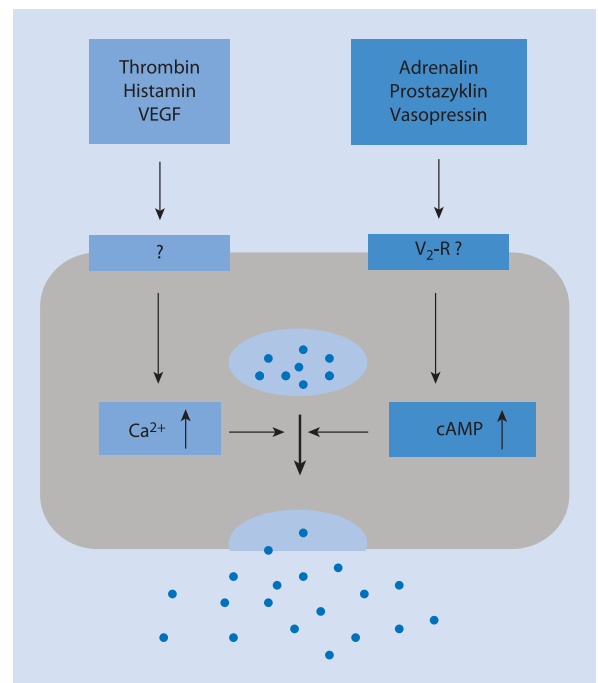 Thrombin
Histamin
VEGF
Adrenalin
Prostazyklin
Vasopressin
?
V₂-R ?
Ca²⁺
cAMP